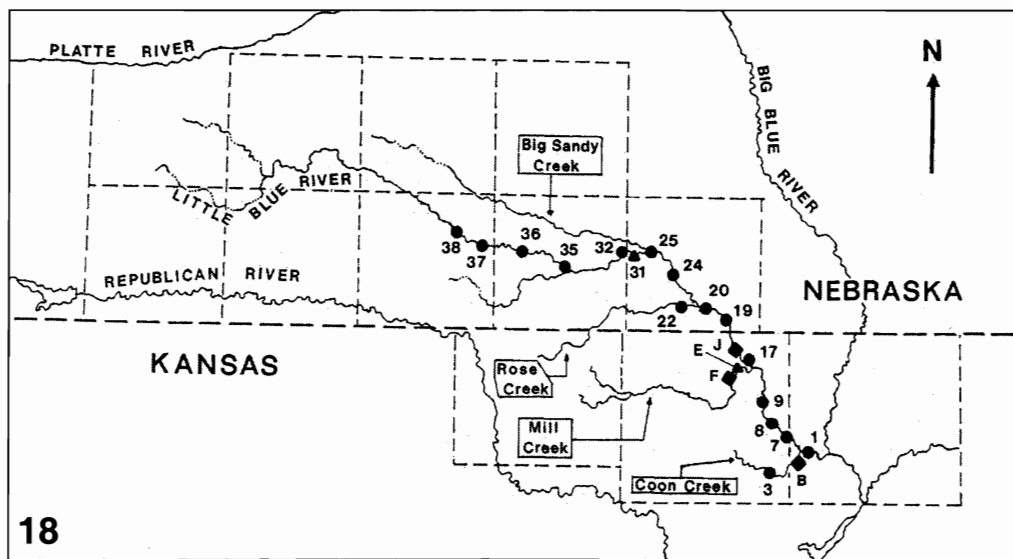 PLATTE RIVER
N
BIG BLUE RIVER
Big Sandy
Creek
LITTLE BLUE RIVER
38
37
36
35
32
31
25
24
REPUBLICAN RIVER
22
20
19
NEBRASKA
KANSAS
Rose
Creek
J
17
E
F
Mill
Creek
9
8
7
1
B
3
Coon Creek
18